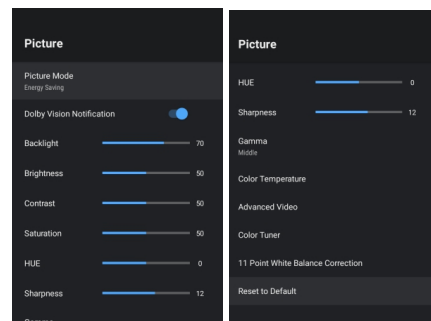 Picture
Picture Mode
Energy Saving
Dolby Vision Notification
Backlight 70
Brightness 50
Contrast 50
Saturation 50
HUE 0
Sharpness 12
Gamma
Picture
HUE 0
Sharpness 12
Gamma
Middle
Color Temperature
Advanced Video
Color Tuner
11 Point White Balance Correction
Reset to Default